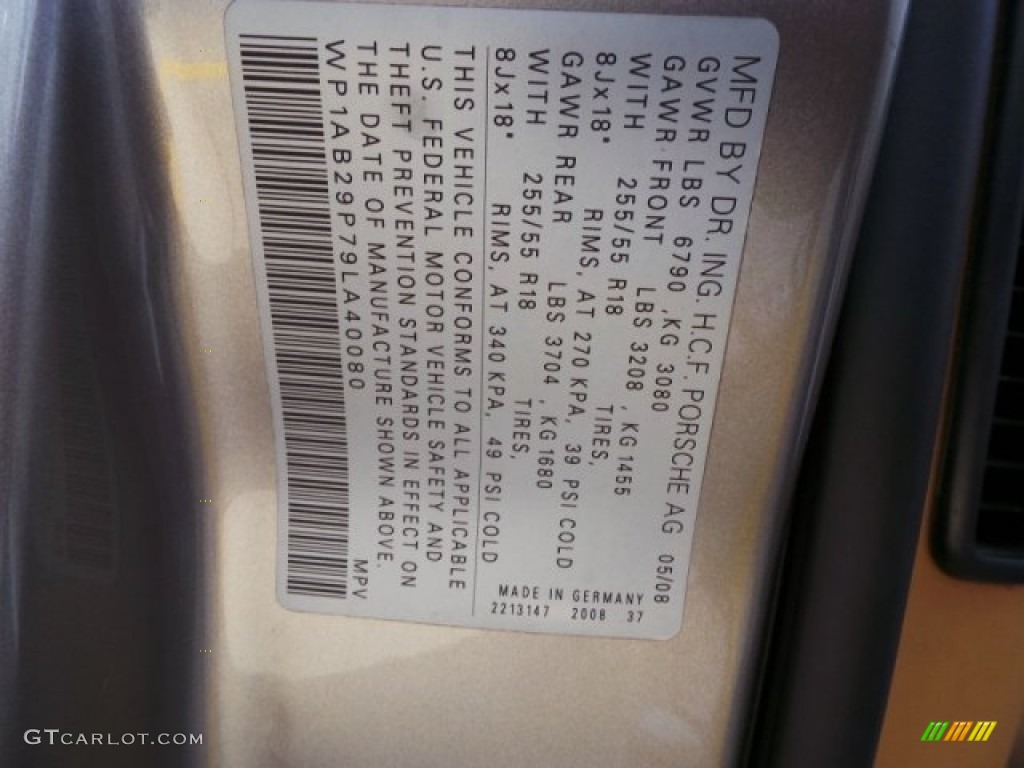 MFD BY DR. ING. H.C.F. PORSCHE AG 05/08
GVWR LBS 6790 ,KG 3080
GAWR FRONT LBS 3208 , KG 1455
WITH 255/55 R18 TIRES,
8Jx18" RIMS, AT 270 KPA, 39 PSI COLD
GAWR REAR LBS 3704 , KG 1680
WITH 255/55 R18 TIRES,
8Jx18" RIMS, AT 340 KPA, 49 PSI COLD
MADE IN GERMANY
2213147 2008 37
THIS VEHICLE CONFORMS TO ALL APPLICABLE
U.S. FEDERAL MOTOR VEHICLE SAFETY AND
THEFT PREVENTION STANDARDS IN EFFECT ON
THE DATE OF MANUFACTURE SHOWN ABOVE.
WP1AB29P79LA40080 MPV
GTCARLOT.COM